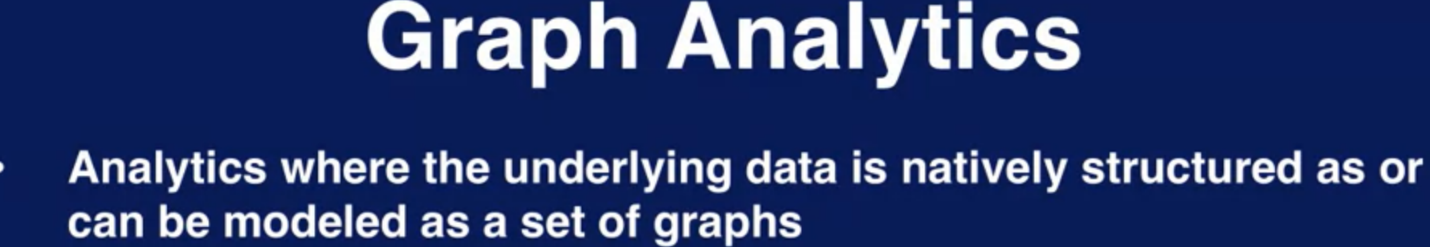 Graph Analytics
• Analytics where the underlying data is natively structured as or
can be modeled as a set of graphs